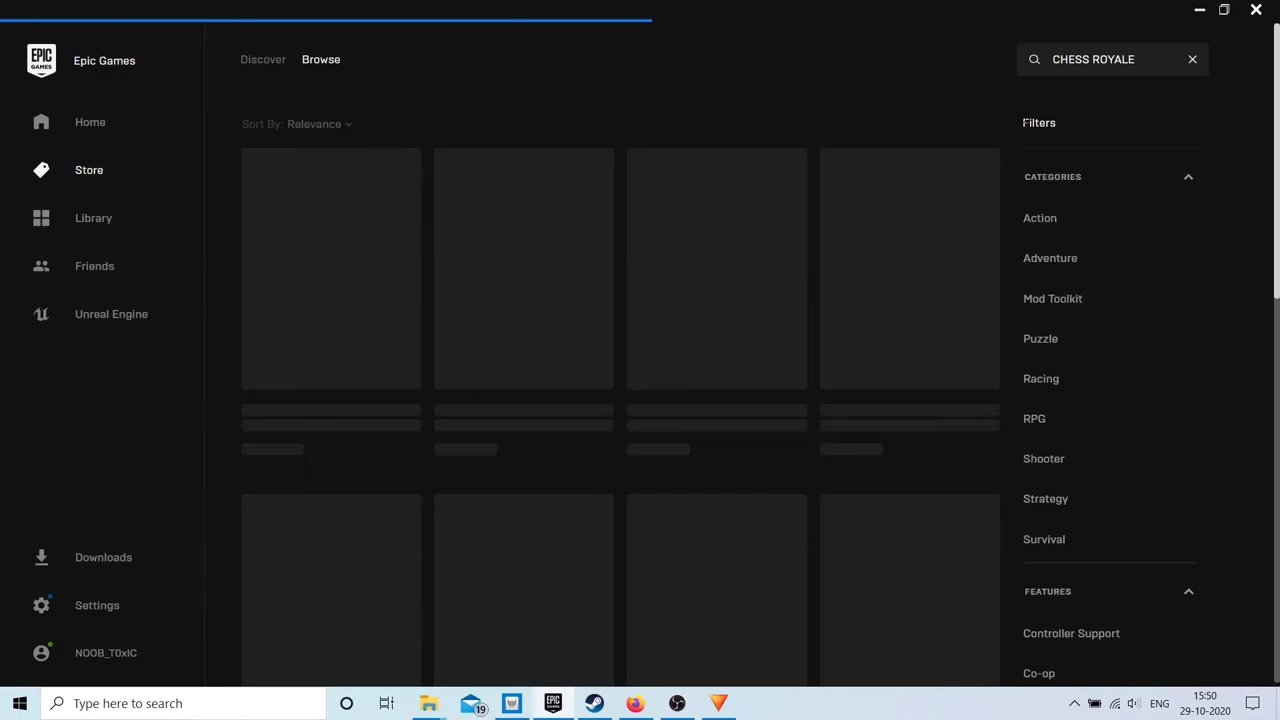 EPIC
GAMES
Epic Games
Discover
Browse
CHESS ROYALE
Home
Store
Library
Friends
Unreal Engine
Sort By: Relevance
Filters
CATEGORIES
Action
Adventure
Mod Toolkit
Puzzle
Racing
RPG
Shooter
Strategy
Survival
FEATURES
Controller Support
Co-op
Downloads
Settings
NOOB_T0xIC
Type here to search
19
EPIC
GAMES
ENG
15:50
29-10-2020